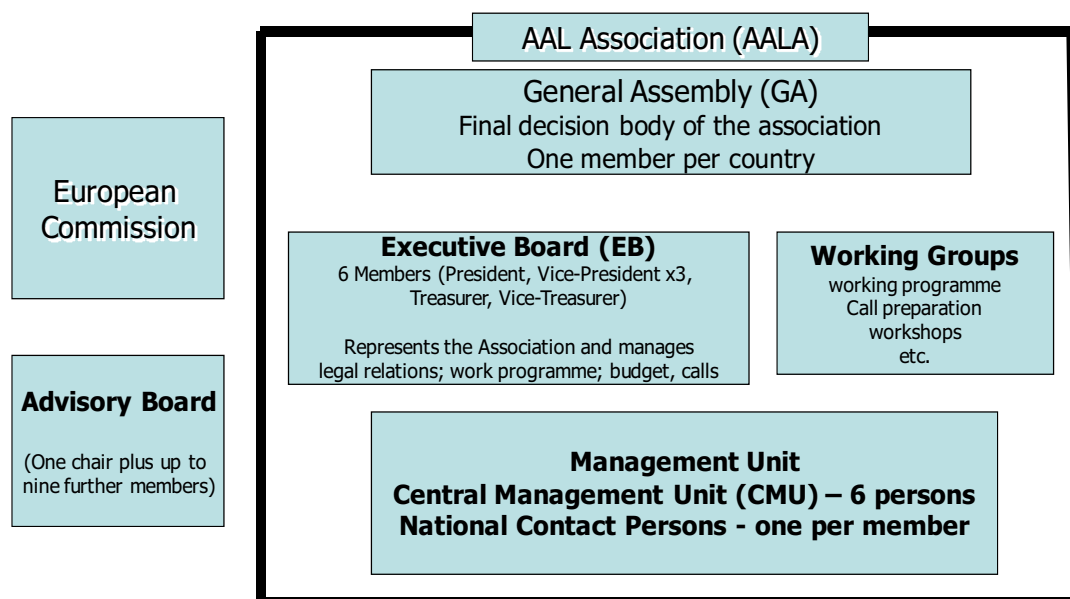 AAL Association (AALA)
General Assembly (GA)
Final decision body of the association
One member per country
European
Commission
Executive Board (EB)
6 Members (President, Vice-President x3,
Treasurer, Vice-Treasurer)
Represents the Association and manages
legal relations; work programme; budget, calls
Working Groups
working programme
Call preparation
workshops
etc.
Advisory Board
(One chair plus up to
nine further members)
Management Unit
Central Management Unit (CMU) – 6 persons
National Contact Persons - one per member